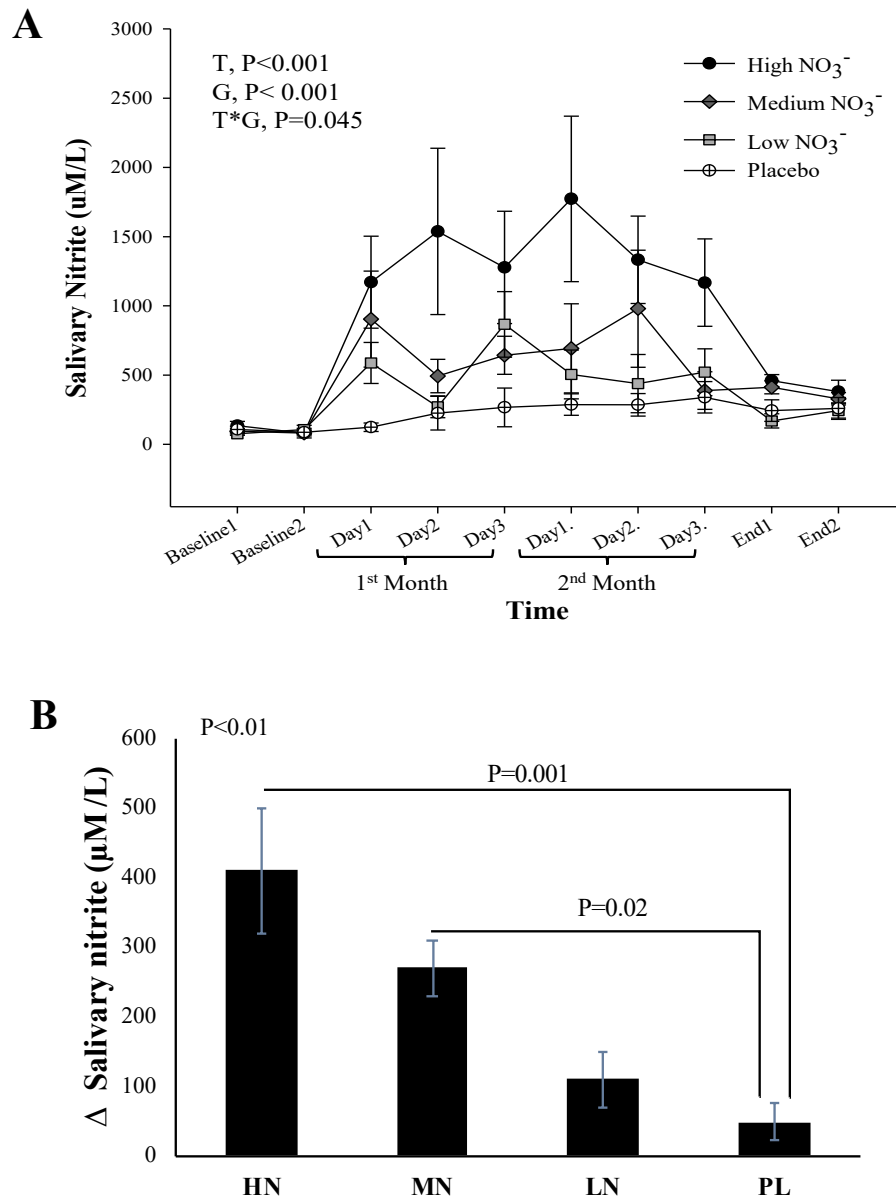 A
3000
2500
2000
1500
1000
500
0
Salivary Nitrite (uM/L)
T, P<0.001
G, P< 0.001
T*G, P=0.045
High NO3-
Medium NO3-
Low NO3-
Placebo
Baseline1
Baseline2
Day1
Day2
Day3
Day1.
Day2.
Day3.
End1
End2
1st Month
2nd Month
Time
B
P<0.01
600
500
400
300
200
100
0
Δ Salivary nitrite (µM /L)
P=0.001
P=0.02
HN
MN
LN
PL